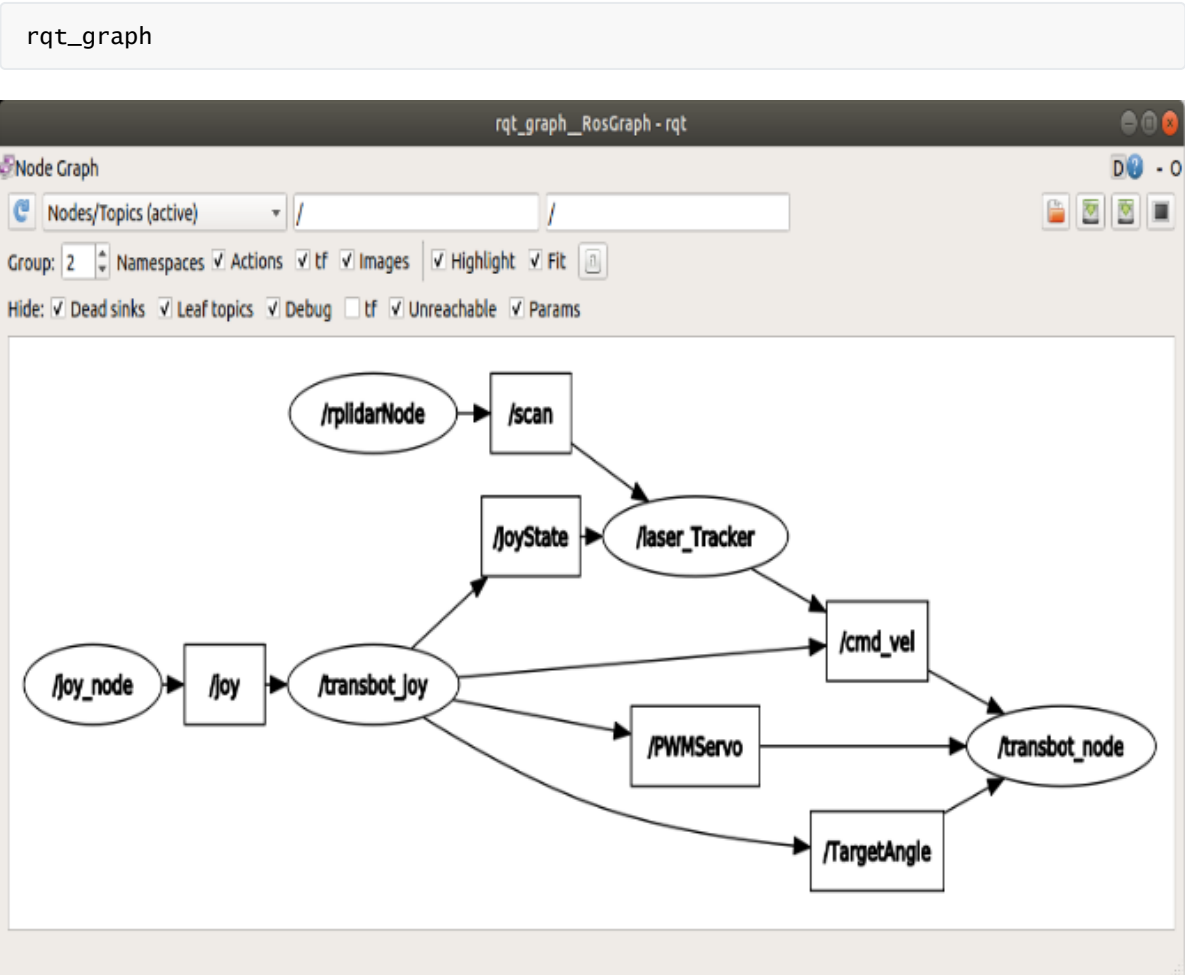 rqt_graph
rqt_graph__RosGraph - rqt
Node Graph
D - O
Nodes/Topics (active) / /
Group: 2 Namespaces Actions tf Images Highlight Fit
Hide: Dead sinks Leaf topics Debug tf Unreachable Params
/rplidarNode /scan
/JoyState /laser_Tracker
/cmd_vel
/joy_node /joy /transbot_joy
/PWMServo /transbot_node
/TargetAngle